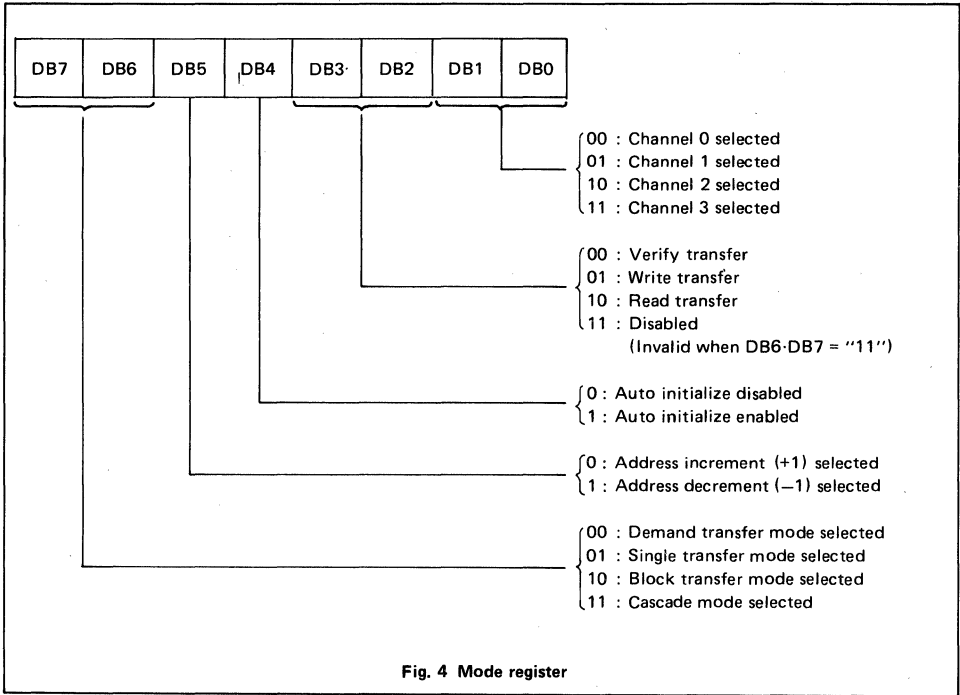 DB7 DB6 DB5 DB4 DB3 DB2 DB1 DB0
00 : Channel 0 selected
01 : Channel 1 selected
10 : Channel 2 selected
11 : Channel 3 selected
00 : Verify transfer
01 : Write transfer
10 : Read transfer
11 : Disabled
(Invalid when DB6·DB7 = "11")
0 : Auto initialize disabled
1 : Auto initialize enabled
0 : Address increment (+1) selected
1 : Address decrement (−1) selected
00 : Demand transfer mode selected
01 : Single transfer mode selected
10 : Block transfer mode selected
11 : Cascade mode selected
Fig. 4 Mode register